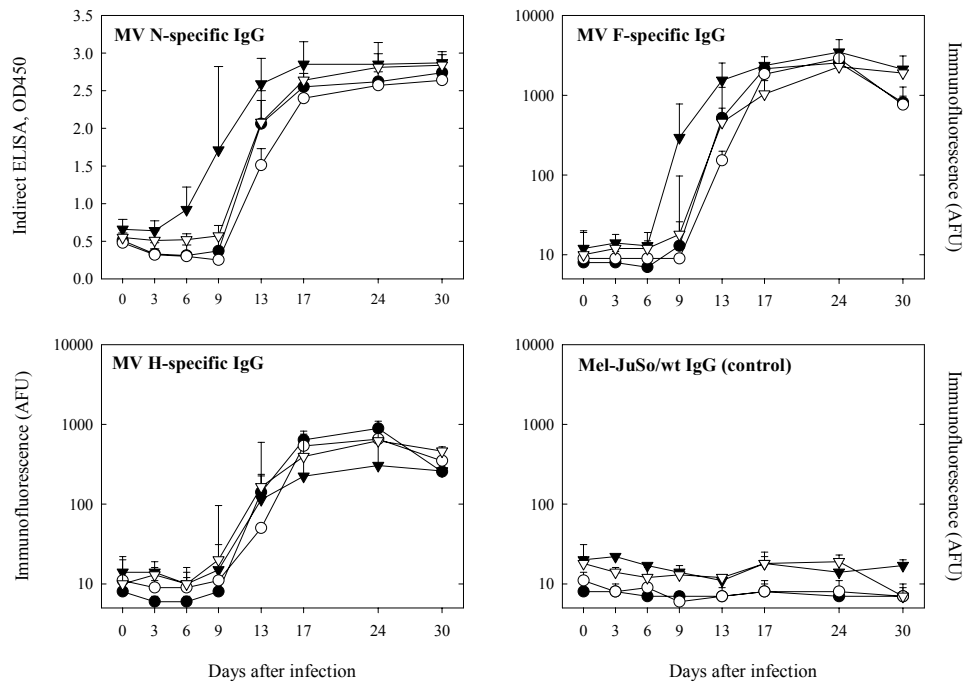 MV N-specific IgG
Indirect ELISA, OD450
3.5
3.0
2.5
2.0
1.5
1.0
0.5
0.0
0 3 6 9 13 17 24 30
MV F-specific IgG
10000
1000
100
10
Immunofluorescence (AFU)
0 3 6 9 13 17 24 30
MV H-specific IgG
Immunofluorescence (AFU)
10000
1000
100
10
0 3 6 9 13 17 24 30
Days after infection
Mel-JuSo/wt IgG (control)
10000
1000
100
10
Immunofluorescence (AFU)
0 3 6 9 13 17 24 30
Days after infection